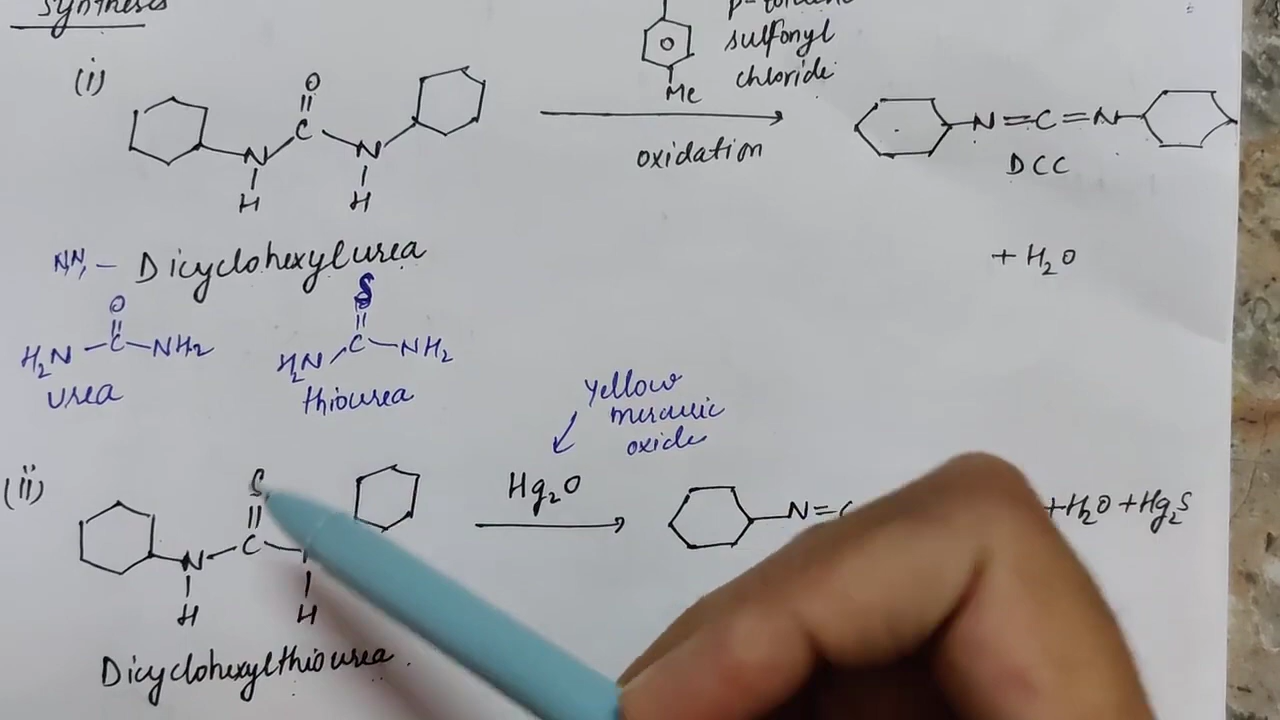 Synthesis
(i)
O
C
N
N
H
H
Me
sulfonyl
chloride
oxidation
N=C=N
DCC
+ H2O
N,N, - Dicyclohexylurea
O
H2N-C-NH2
urea
S
H2N-C-NH2
thiourea
Yellow
mercuric
oxide
(ii)
S
C
N
H
H
Hg2O
N=C
+H2O +Hg2S
Dicyclohexylthiourea.